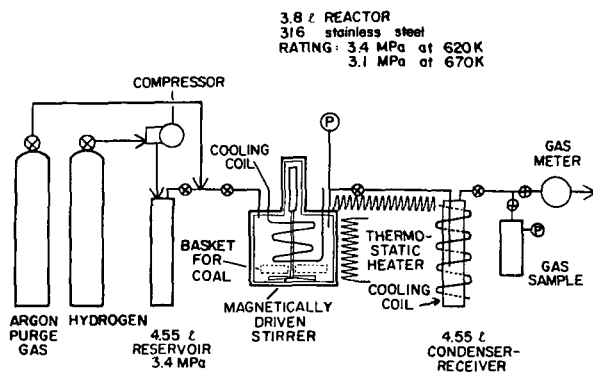 3.8 ℓ REACTOR
316 stainless steel
RATING: 3.4 MPa at 620K
3.1 MPa at 670K
COMPRESSOR
P
COOLING
COIL
GAS
METER
BASKET
FOR
COAL
THERMO-
STATIC
HEATER
P
COOLING
COIL
GAS
SAMPLE
MAGNETICALLY
DRIVEN
STIRRER
ARGON
PURGE
GAS
HYDROGEN
4.55 ℓ
RESERVOIR
3.4 MPa
4.55 ℓ
CONDENSER-
RECEIVER